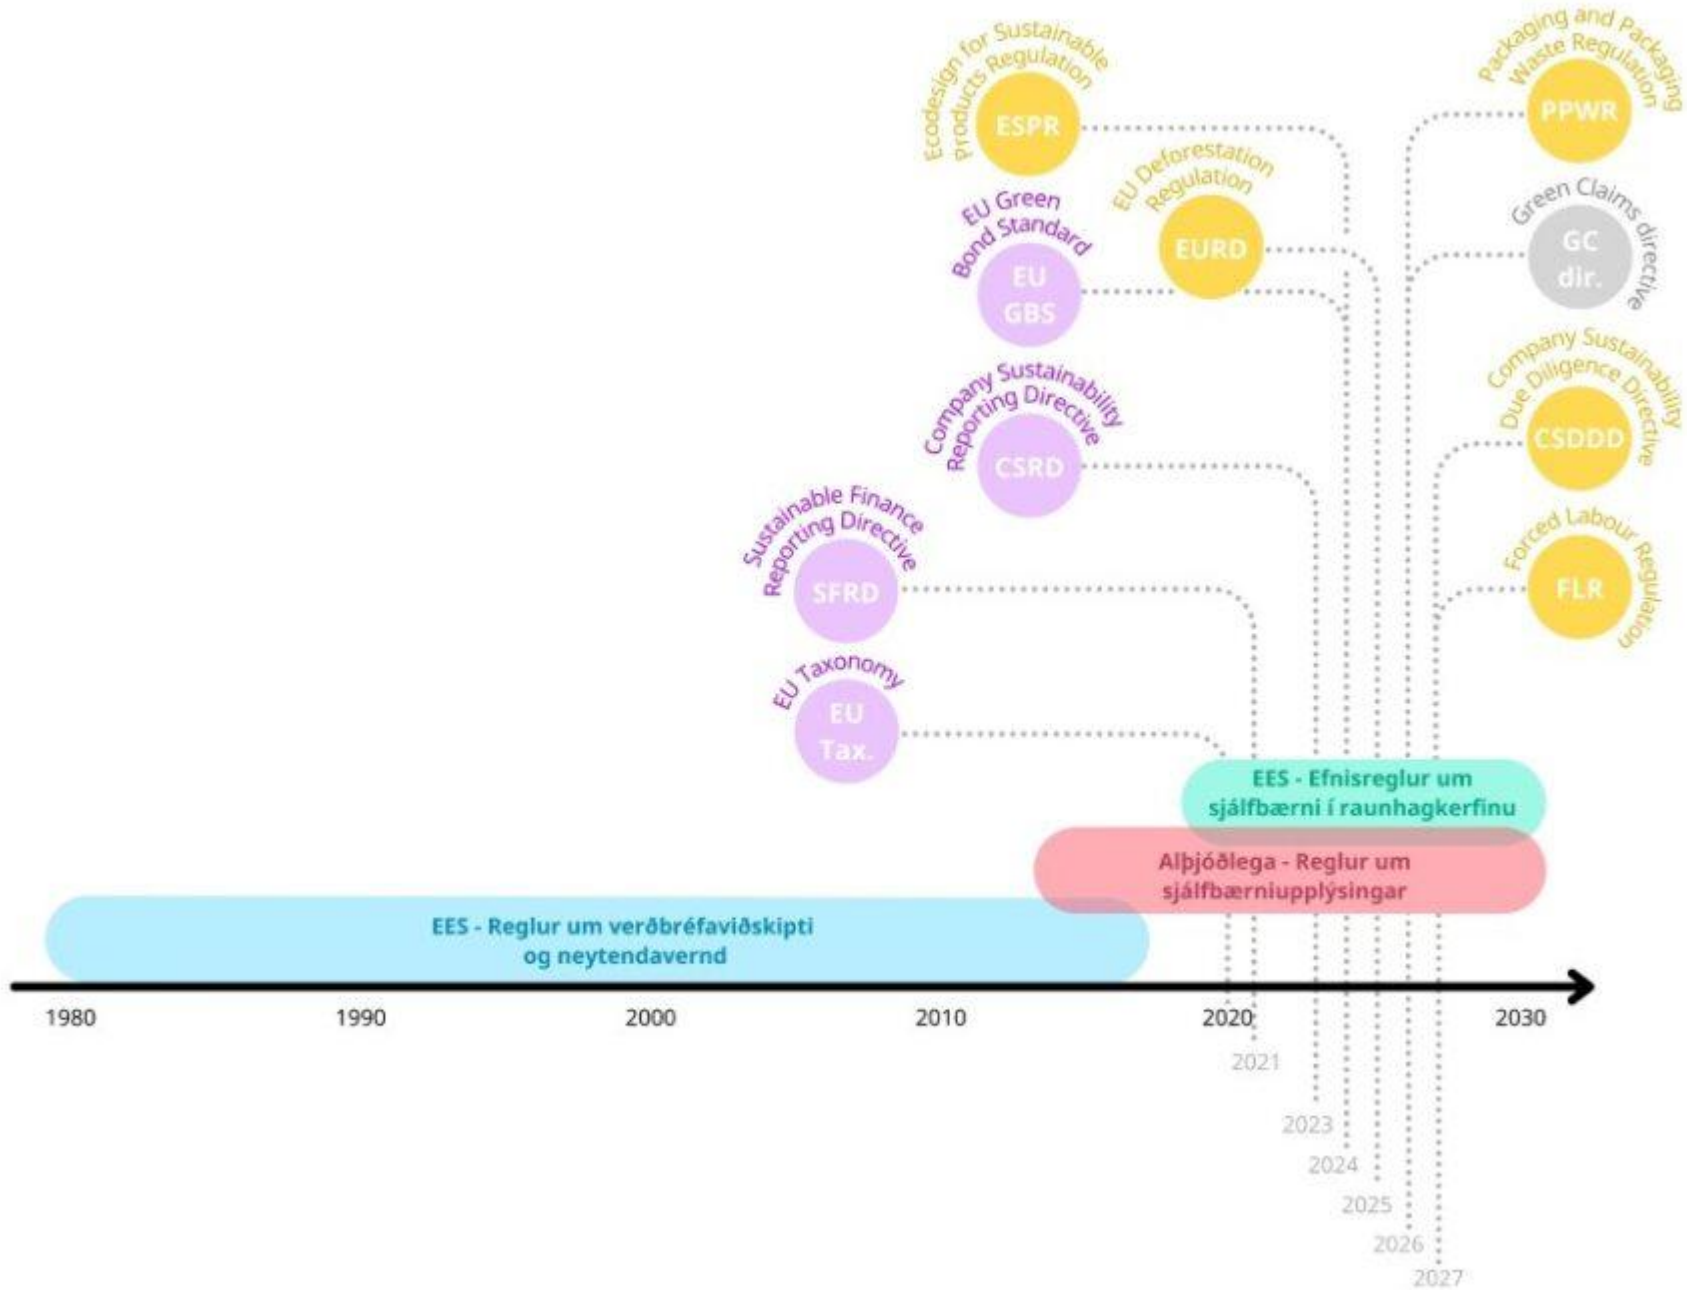 Ecodesign for Sustainable
Products Regulation
ESPR
Packaging and Packaging
Waste Regulation
PPWR
EU Deforestation
Regulation
EURD
EU Green
Bond Standard
EU
GBS
Green Claims directive
GC
dir.
Company Sustainability
Reporting Directive
CSRD
Company Sustainability
Due Diligence Directive
CSDDD
Sustainable Finance
Reporting Directive
SFRD
Forced Labour Regulation
FLR
EU Taxonomy
EU
Tax.
EES - Efnisreglur um
sjálfbærni í raunhagkerfinu
Alþjóðlega - Reglur um
sjálfbærniupplýsingar
EES - Reglur um verðbréfaviðskipti
og neytendavernd
1980 1990 2000 2010 2020 2030
2021
2023
2024
2025
2026
2027